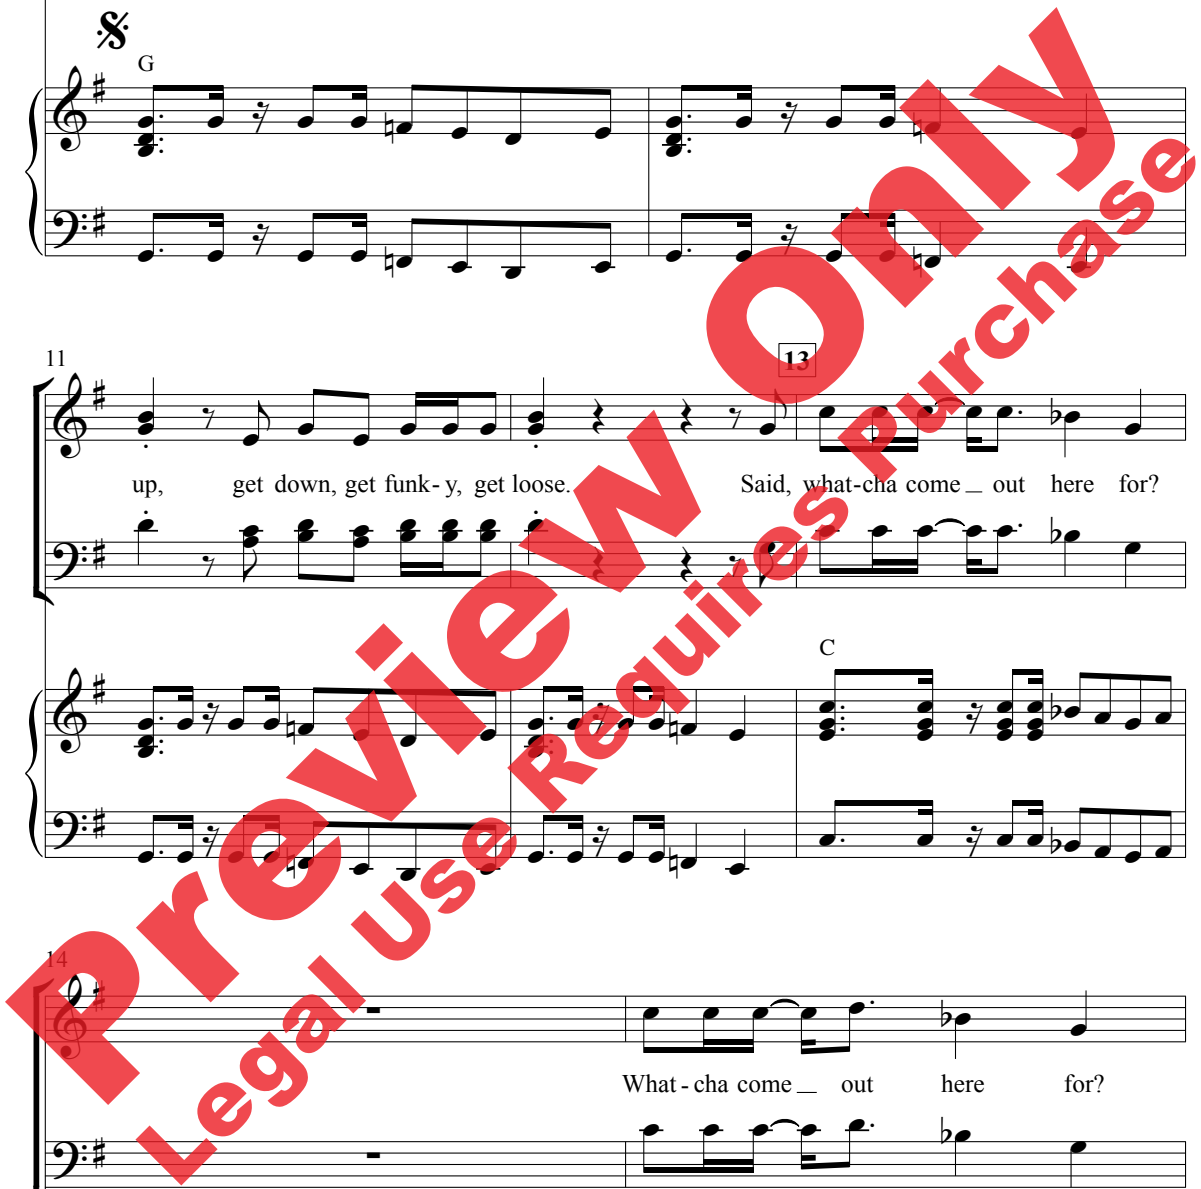 G
11
13
up, get down, get funk - y, get loose. Said, what - cha come out here for?
C
14
What - cha come out here for?
Preview Only
Legal Use Requires Purchase